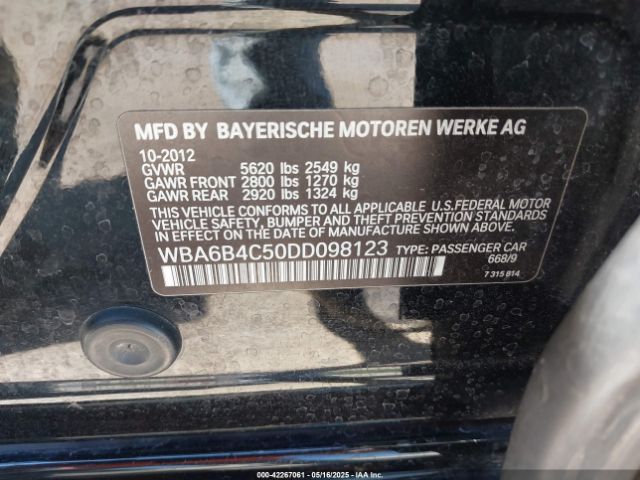 MFD BY BAYERISCHE MOTOREN WERKE AG
10-2012
GVWR 5620 lbs 2549 kg
GAWR FRONT 2800 lbs 1270 kg
GAWR REAR 2920 lbs 1324 kg
THIS VEHICLE CONFORMS TO ALL APPLICABLE U.S.FEDERAL MOTOR
VEHICLE SAFETY, BUMPER, AND THEFT PREVENTION STANDARDS
IN EFFECT ON THE DATE OF MANUFACTURE SHOWN ABOVE.
WBA6B4C50DD098123 TYPE: PASSENGER CAR
668/9
7 315 814
000-42267061 05/16/2025 IAAI.COM